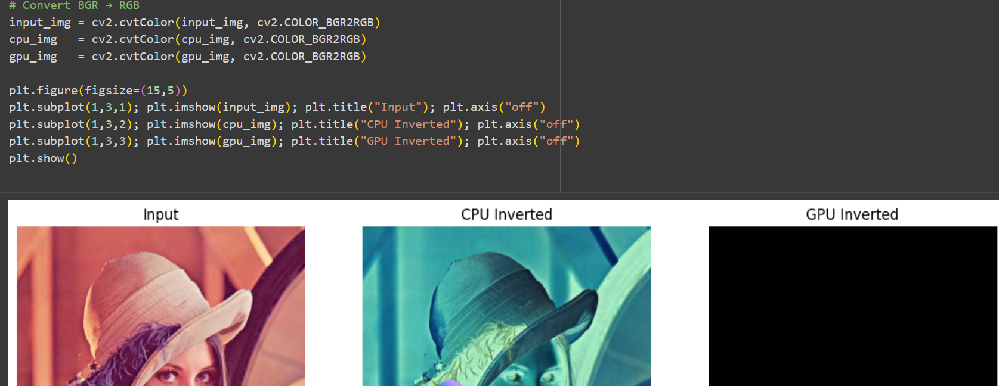 # Convert BGR → RGB
input_img = cv2.cvtColor(input_img, cv2.COLOR_BGR2RGB)
cpu_img   = cv2.cvtColor(cpu_img, cv2.COLOR_BGR2RGB)
gpu_img   = cv2.cvtColor(gpu_img, cv2.COLOR_BGR2RGB)

plt.figure(figsize=(15,5))
plt.subplot(1,3,1); plt.imshow(input_img); plt.title("Input"); plt.axis("off")
plt.subplot(1,3,2); plt.imshow(cpu_img); plt.title("CPU Inverted"); plt.axis("off")
plt.subplot(1,3,3); plt.imshow(gpu_img); plt.title("GPU Inverted"); plt.axis("off")
plt.show()

Input
CPU Inverted
GPU Inverted